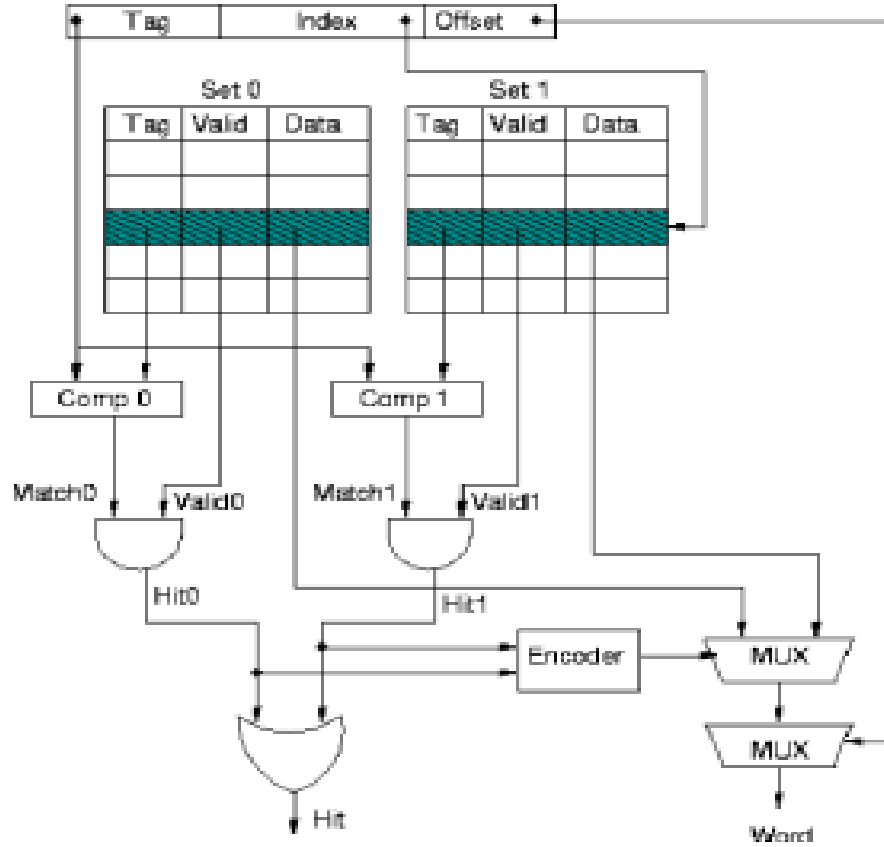 Tag Index Offset
Set 0 Set 1
Tag Valid Data Tag Valid Data
Comp 0 Comp 1
Match0 Valid0 Match1 Valid1
Hit0 Hit1
Encoder MUX
MUX
Hit Word